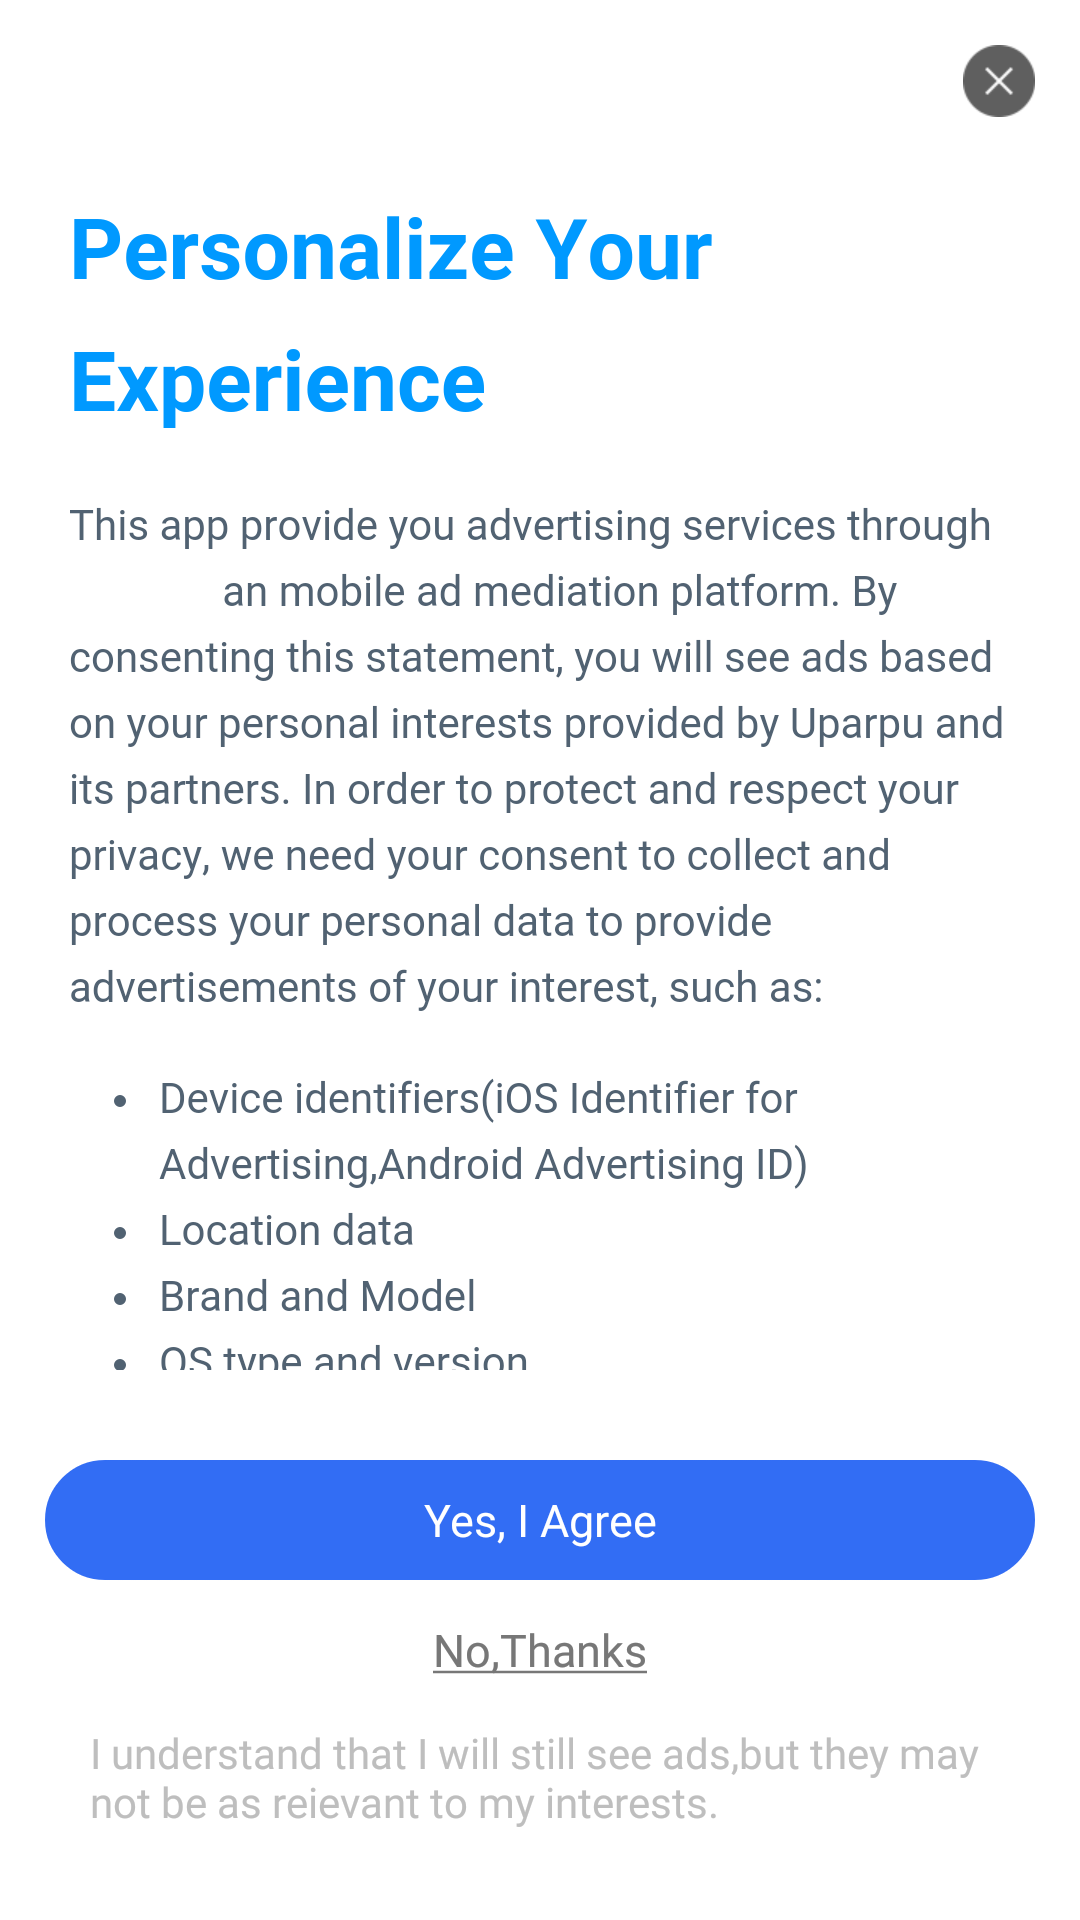 Personalize Your
Experience
This app provide you advertising services through
an mobile ad mediation platform. By
consenting this statement, you will see ads based
on your personal interests provided by Uparpu and
its partners. In order to protect and respect your
privacy, we need your consent to collect and
process your personal data to provide
advertisements of your interest, such as:
• Device identifiers(iOS Identifier for
Advertising,Android Advertising ID)
• Location data
• Brand and Model
• OS type and version
Yes, I Agree
No,Thanks
I understand that I will still see ads,but they may
not be as reievant to my interests.